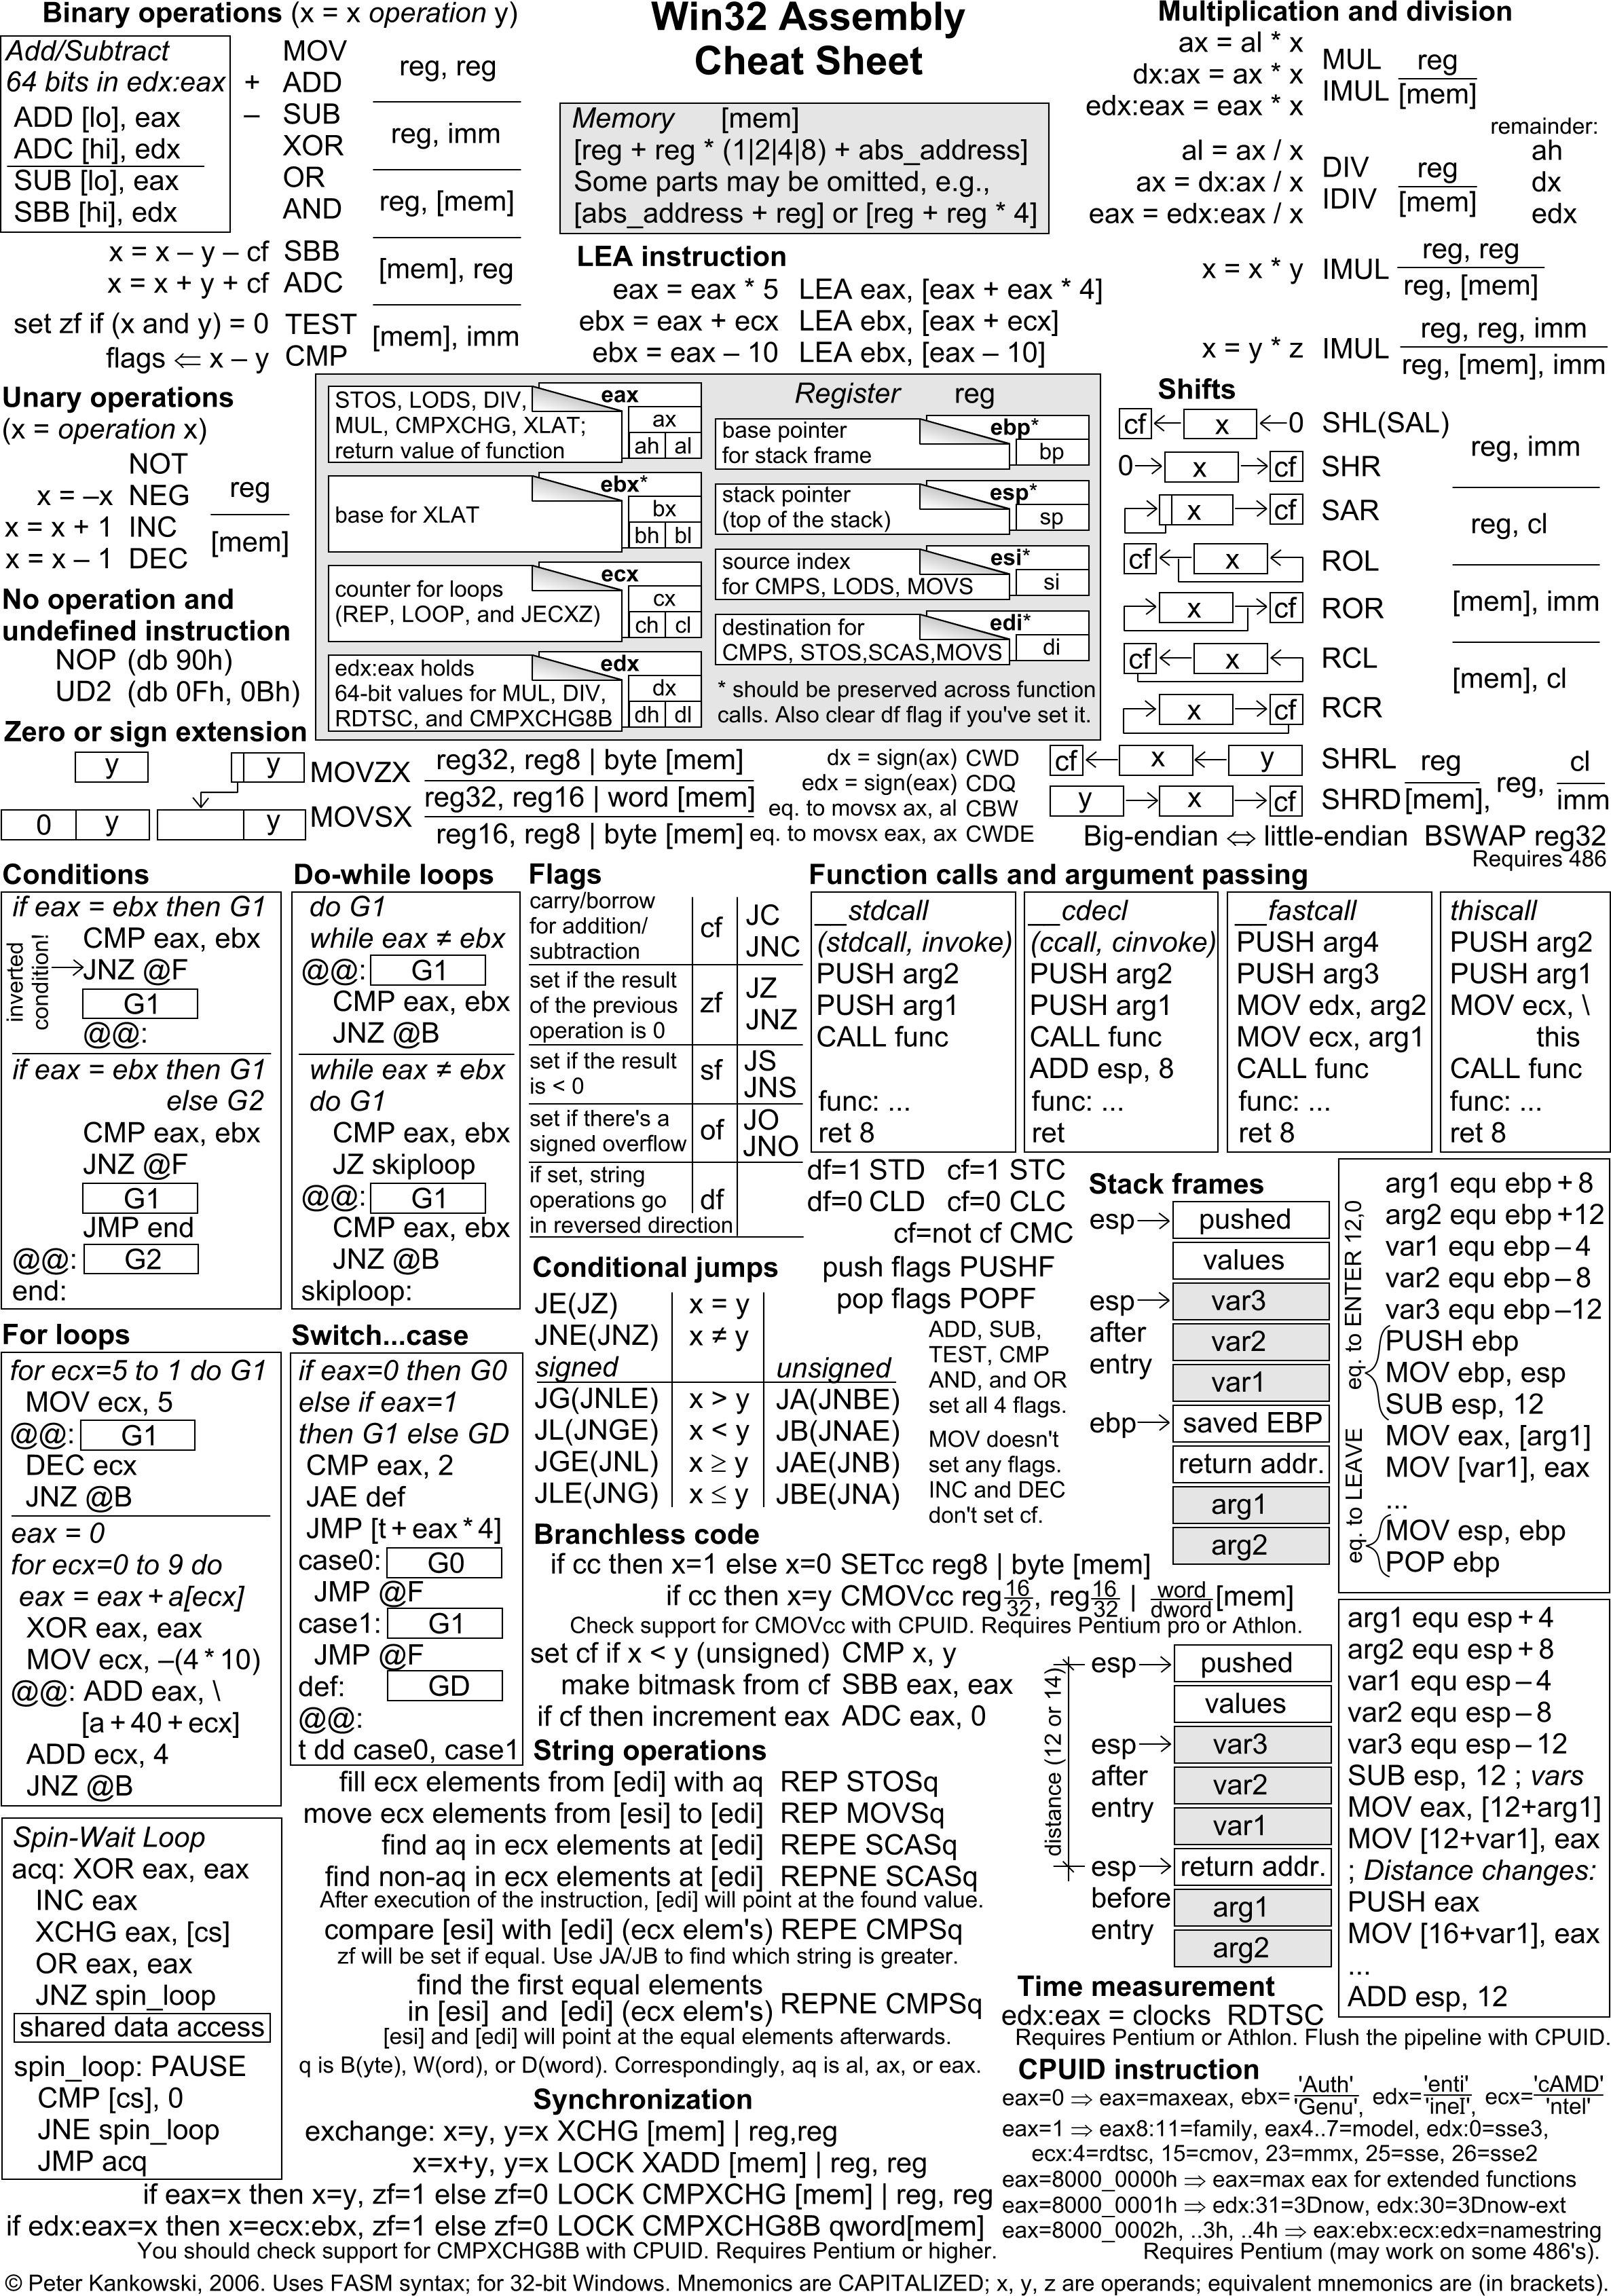 Win32 Assembly
Cheat Sheet
Binary operations (x = x operation y)
Add/Subtract
64 bits in edx:eax
ADD [lo], eax
ADC [hi], edx
SUB [lo], eax
SBB [hi], edx
MOV
+ ADD
– SUB
XOR
OR
AND
x = x – y – cf SBB
x = x + y + cf ADC
set zf if (x and y) = 0 TEST
flags ⇐ x – y CMP
reg, reg
reg, imm
reg, [mem]
[mem], reg
[mem], imm
Memory [mem]
[reg + reg * (1|2|4|8) + abs_address]
Some parts may be omitted, e.g.,
[abs_address + reg] or [reg + reg * 4]
LEA instruction
eax = eax * 5 LEA eax, [eax + eax * 4]
ebx = eax + ecx LEA ebx, [eax + ecx]
ebx = eax – 10 LEA ebx, [eax – 10]
Multiplication and division
ax = al * x
dx:ax = ax * x
edx:eax = eax * x
MUL
IMUL
reg
[mem]
remainder:
al = ax / x
ax = dx:ax / x
eax = edx:eax / x
DIV
IDIV
reg
[mem]
ah
dx
edx
x = x * y IMUL
reg, reg
reg, [mem]
x = y * z IMUL
reg, reg, imm
reg, [mem], imm
Unary operations
(x = operation x)
NOT
x = –x NEG
x = x + 1 INC
x = x – 1 DEC
reg
[mem]
No operation and
undefined instruction
NOP (db 90h)
UD2 (db 0Fh, 0Bh)
Register reg
STOS, LODS, DIV,
MUL, CMPXCHG, XLAT;
return value of function
eax
ax
ah al
base for XLAT
ebx*
bx
bh bl
counter for loops
(REP, LOOP, and JECXZ)
ecx
cx
ch cl
edx:eax holds
64-bit values for MUL, DIV,
RDTSC, and CMPXCHG8B
edx
dx
dh dl
base pointer
for stack frame
ebp*
bp
stack pointer
(top of the stack)
esp*
sp
source index
for CMPS, LODS, MOVS
esi*
si
destination for
CMPS, STOS,SCAS,MOVS
edi*
di
* should be preserved across function
calls. Also clear df flag if you've set it.
Shifts
cf x 0 SHL(SAL)
0 x cf SHR
x cf SAR
cf x ROL
x cf ROR
cf x RCL
x cf RCR
reg, imm
reg, cl
[mem], imm
[mem], cl
cf x y SHRL
y x cf SHRD
reg
[mem], reg,
cl
imm
Big-endian ⇔ little-endian BSWAP reg32
Requires 486
Zero or sign extension
y y MOVZX
0 y y MOVSX
reg32, reg8 | byte [mem]
reg32, reg16 | word [mem]
reg16, reg8 | byte [mem]
dx = sign(ax) CWD
edx = sign(eax) CDQ
eq. to movsx ax, al CBW
eq. to movsx eax, ax CWDE
Conditions
if eax = ebx then G1
CMP eax, ebx
inverted
condition!
JNZ @F
G1
@@:
if eax = ebx then G1
else G2
CMP eax, ebx
JNZ @F
G1
JMP end
@@: G2
end:
Do-while loops
do G1
while eax ≠ ebx
@@: G1
CMP eax, ebx
JNZ @B
while eax ≠ ebx
do G1
CMP eax, ebx
JZ skiploop
@@: G1
CMP eax, ebx
JNZ @B
skiploop:
Flags
carry/borrow
for addition/
subtraction
cf
JC
JNC
set if the result
of the previous
operation is 0
zf
JZ
JNZ
set if the result
is < 0
sf
JS
JNS
set if there's a
signed overflow
of
JO
JNO
if set, string
operations go
in reversed direction
df
Function calls and argument passing
__stdcall
(stdcall, invoke)
PUSH arg2
PUSH arg1
CALL func
func: ...
ret 8
__cdecl
(ccall, cinvoke)
PUSH arg2
PUSH arg1
CALL func
ADD esp, 8
func: ...
ret
__fastcall
PUSH arg4
PUSH arg3
MOV edx, arg2
MOV ecx, arg1
CALL func
func: ...
ret 8
thiscall
PUSH arg2
PUSH arg1
MOV ecx, \
this
CALL func
func: ...
ret 8
df=1 STD cf=1 STC
df=0 CLD cf=0 CLC
cf=not cf CMC
push flags PUSHF
pop flags POPF
ADD, SUB,
TEST, CMP
AND, and OR
set all 4 flags.
MOV doesn't
set any flags.
INC and DEC
don't set cf.
Conditional jumps
JE(JZ) x = y
JNE(JNZ) x ≠ y
signed unsigned
JG(JNLE) x > y JA(JNBE)
JL(JNGE) x < y JB(JNAE)
JGE(JNL) x ≥ y JAE(JNB)
JLE(JNG) x ≤ y JBE(JNA)
Stack frames
esp pushed
values
esp var3
after var2
entry var1
ebp saved EBP
return addr.
arg1
arg2
arg1 equ ebp + 8
arg2 equ ebp +12
var1 equ ebp – 4
var2 equ ebp – 8
var3 equ ebp –12
eq. to ENTER 12,0
PUSH ebp
MOV ebp, esp
SUB esp, 12
MOV eax, [arg1]
MOV [var1], eax
...
eq. to LEAVE
MOV esp, ebp
POP ebp
For loops
for ecx=5 to 1 do G1
MOV ecx, 5
@@: G1
DEC ecx
JNZ @B
eax = 0
for ecx=0 to 9 do
eax = eax + a[ecx]
XOR eax, eax
MOV ecx, –(4 * 10)
@@: ADD eax, \
[a + 40 + ecx]
ADD ecx, 4
JNZ @B
Switch...case
if eax=0 then G0
else if eax=1
then G1 else GD
CMP eax, 2
JAE def
JMP [t + eax * 4]
case0: G0
JMP @F
case1: G1
JMP @F
def: GD
@@:
t dd case0, case1
Branchless code
if cc then x=1 else x=0 SETcc reg8 | byte [mem]
if cc then x=y CMOVcc reg 16/32, reg 16/32 | word/dword [mem]
Check support for CMOVcc with CPUID. Requires Pentium pro or Athlon.
set cf if x < y (unsigned) CMP x, y
make bitmask from cf SBB eax, eax
if cf then increment eax ADC eax, 0
distance (12 or 14)
esp pushed
values
esp var3
after var2
entry var1
esp return addr.
before arg1
entry arg2
arg1 equ esp + 4
arg2 equ esp + 8
var1 equ esp – 4
var2 equ esp – 8
var3 equ esp – 12
SUB esp, 12 ; vars
MOV eax, [12+arg1]
MOV [12+var1], eax
; Distance changes:
PUSH eax
MOV [16+var1], eax
...
ADD esp, 12
String operations
fill ecx elements from [edi] with aq REP STOSq
move ecx elements from [esi] to [edi] REP MOVSq
find aq in ecx elements at [edi] REPE SCASq
find non-aq in ecx elements at [edi] REPNE SCASq
After execution of the instruction, [edi] will point at the found value.
compare [esi] with [edi] (ecx elem's) REPE CMPSq
zf will be set if equal. Use JA/JB to find which string is greater.
find the first equal elements
in [esi] and [edi] (ecx elem's) REPNE CMPSq
[esi] and [edi] will point at the equal elements afterwards.
q is B(yte), W(ord), or D(word). Correspondingly, aq is al, ax, or eax.
Spin-Wait Loop
acq: XOR eax, eax
INC eax
XCHG eax, [cs]
OR eax, eax
JNZ spin_loop
shared data access
spin_loop: PAUSE
CMP [cs], 0
JNE spin_loop
JMP acq
Synchronization
exchange: x=y, y=x XCHG [mem] | reg,reg
x=x+y, y=x LOCK XADD [mem] | reg, reg
if eax=x then x=y, zf=1 else zf=0 LOCK CMPXCHG [mem] | reg, reg
if edx:eax=x then x=ecx:ebx, zf=1 else zf=0 LOCK CMPXCHG8B qword[mem]
You should check support for CMPXCHG8B with CPUID. Requires Pentium or higher.
Time measurement
edx:eax = clocks RDTSC
Requires Pentium or Athlon. Flush the pipeline with CPUID.
CPUID instruction
eax=0 ⇒ eax=maxeax, ebx= 'Auth'/'Genu', edx= 'enti'/'ineI', ecx= 'cAMD'/'ntel'
eax=1 ⇒ eax8:11=family, eax4..7=model, edx:0=sse3,
ecx:4=rdtsc, 15=cmov, 23=mmx, 25=sse, 26=sse2
eax=8000_0000h ⇒ eax=max eax for extended functions
eax=8000_0001h ⇒ edx:31=3Dnow, edx:30=3Dnow-ext
eax=8000_0002h, ..3h, ..4h ⇒ eax:ebx:ecx:edx=namestring
Requires Pentium (may work on some 486's).
© Peter Kankowski, 2006. Uses FASM syntax; for 32-bit Windows. Mnemonics are CAPITALIZED; x, y, z are operands; equivalent mnemonics are (in brackets).